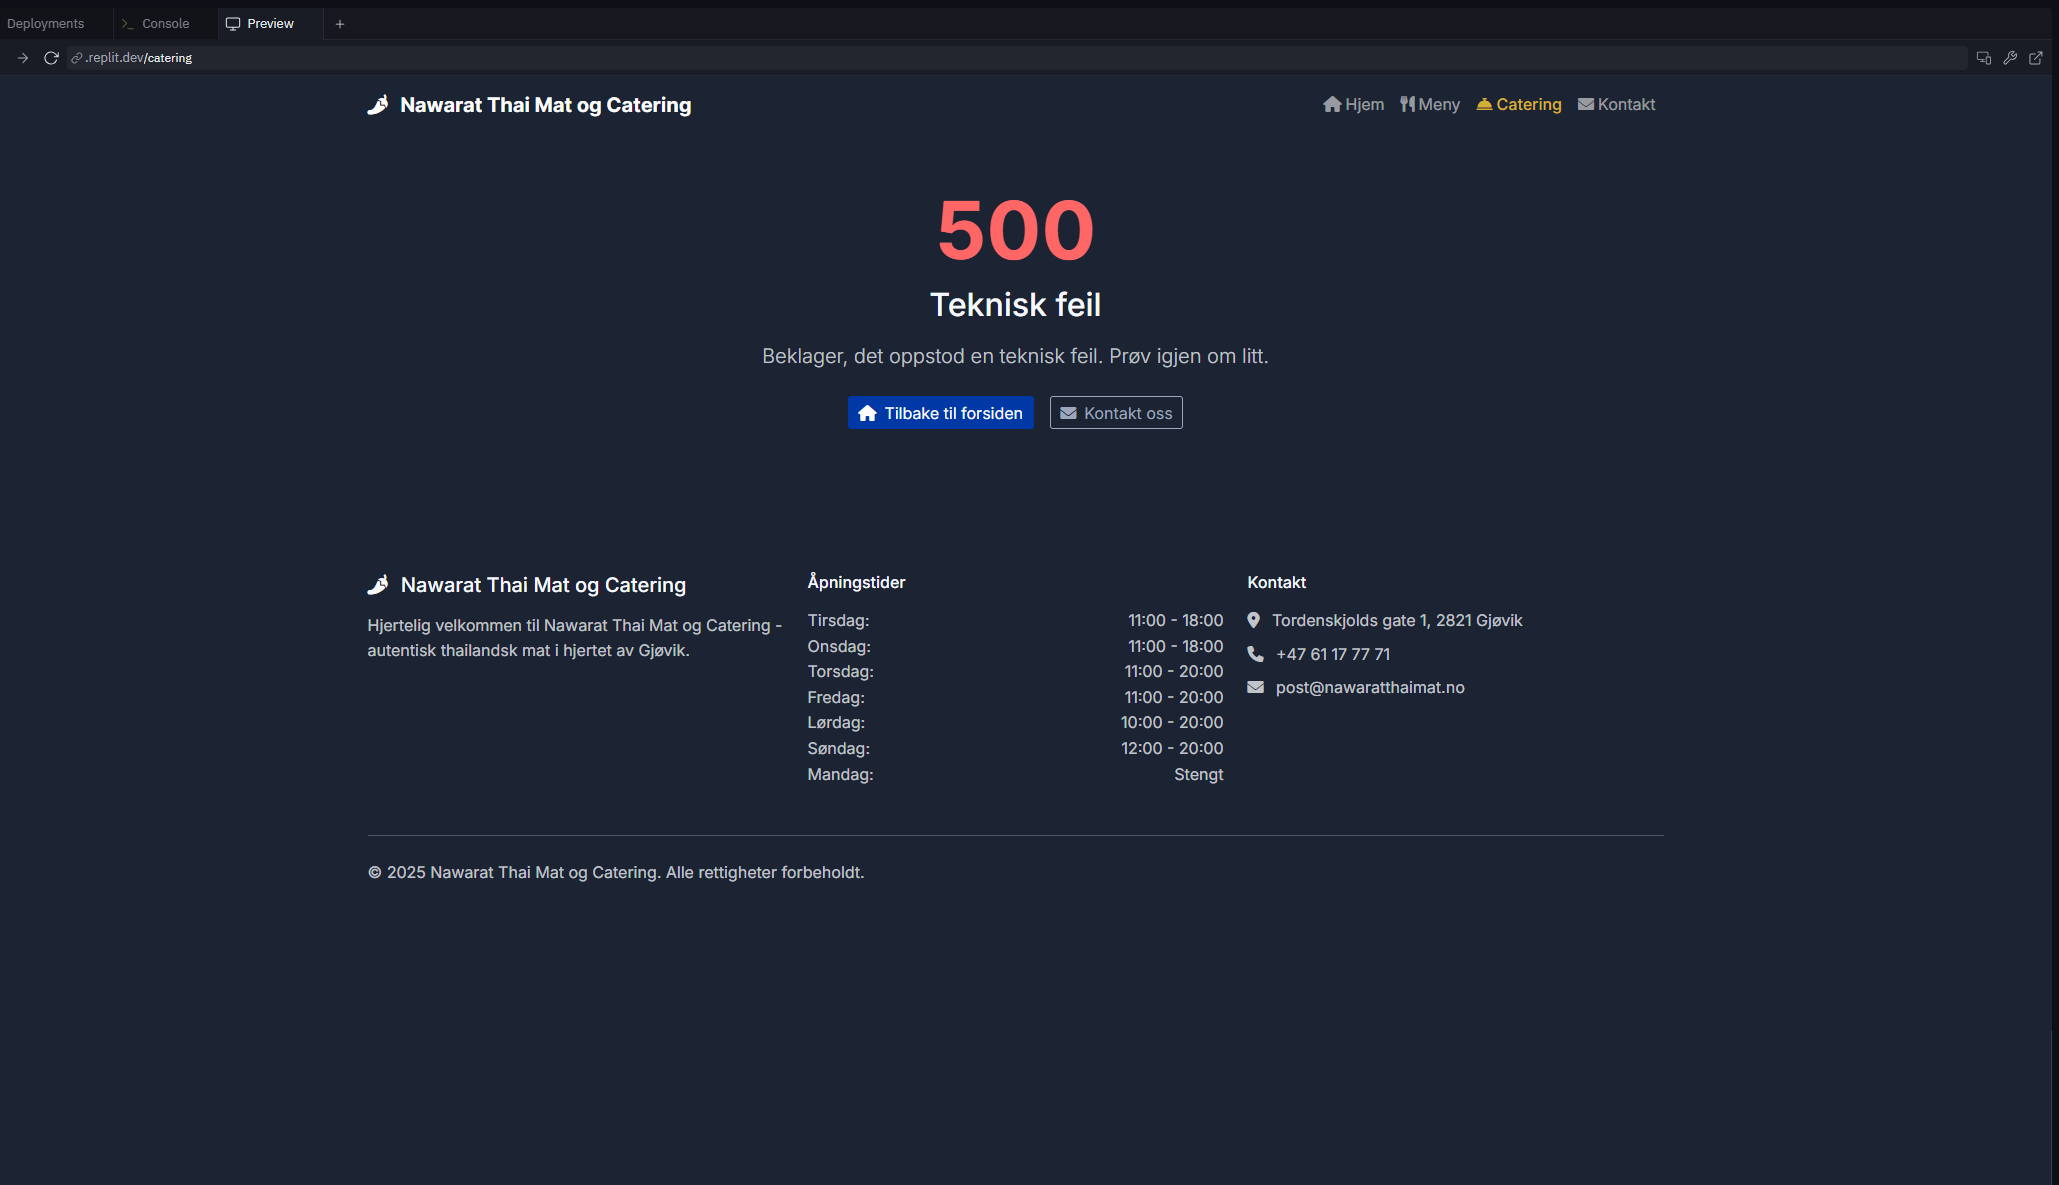 Deployments
Console
Preview
.replit.dev/catering
Nawarat Thai Mat og Catering
Hjem
Meny
Catering
Kontakt
500
Teknisk feil
Beklager, det oppstod en teknisk feil. Prøv igjen om litt.
Tilbake til forsiden
Kontakt oss
Nawarat Thai Mat og Catering
Hjertelig velkommen til Nawarat Thai Mat og Catering -
autentisk thailandsk mat i hjertet av Gjøvik.
Åpningstider
Tirsdag: 11:00 - 18:00
Onsdag: 11:00 - 18:00
Torsdag: 11:00 - 20:00
Fredag: 11:00 - 20:00
Lørdag: 10:00 - 20:00
Søndag: 12:00 - 20:00
Mandag: Stengt
Kontakt
Tordenskjolds gate 1, 2821 Gjøvik
+47 61 17 77 71
post@nawaratthaimat.no
© 2025 Nawarat Thai Mat og Catering. Alle rettigheter forbeholdt.